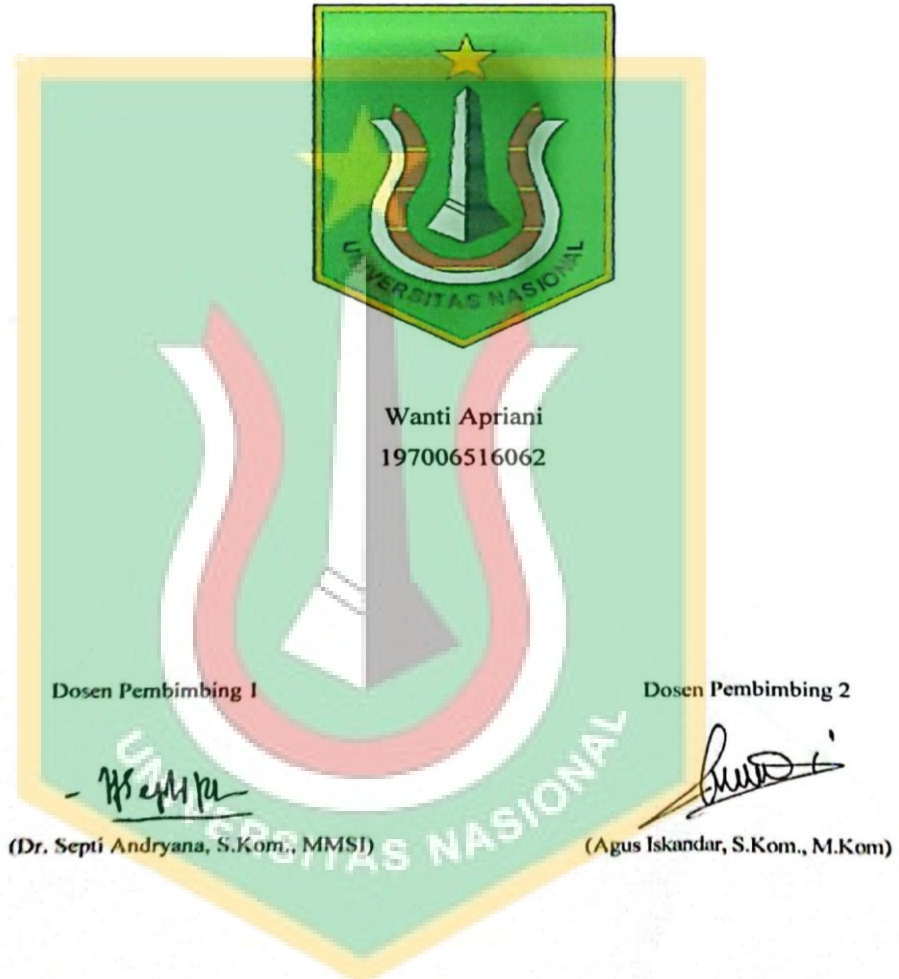 UNIVERSITAS NASIONAL
Wanti Apriani
197006516062
Dosen Pembimbing 1
Dosen Pembimbing 2
UNIVERSITAS NASIONAL
(Dr. Septi Andryana, S.Kom., MMSI)
(Agus Iskandar, S.Kom., M.Kom)